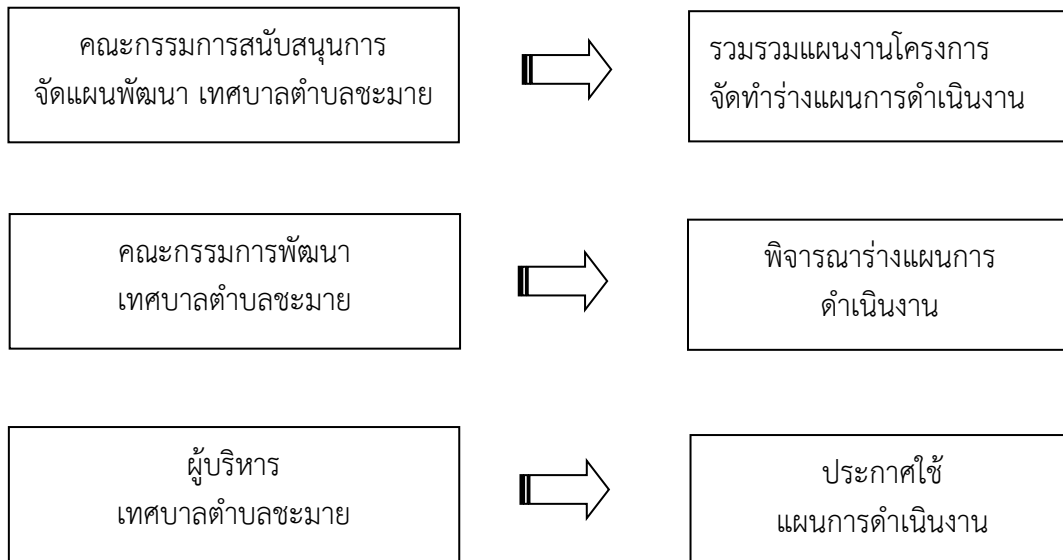 คณะกรรมการสนับสนุนการ
จัดแผนพัฒนา เทศบาลตำบลชะมาย
รวมรวมแผนงานโครงการ
จัดทำร่างแผนการดำเนินงาน
คณะกรรมการพัฒนา
เทศบาลตำบลชะมาย
พิจารณาร่างแผนการ
ดำเนินงาน
ผู้บริหาร
เทศบาลตำบลชะมาย
ประกาศใช้
แผนการดำเนินงาน